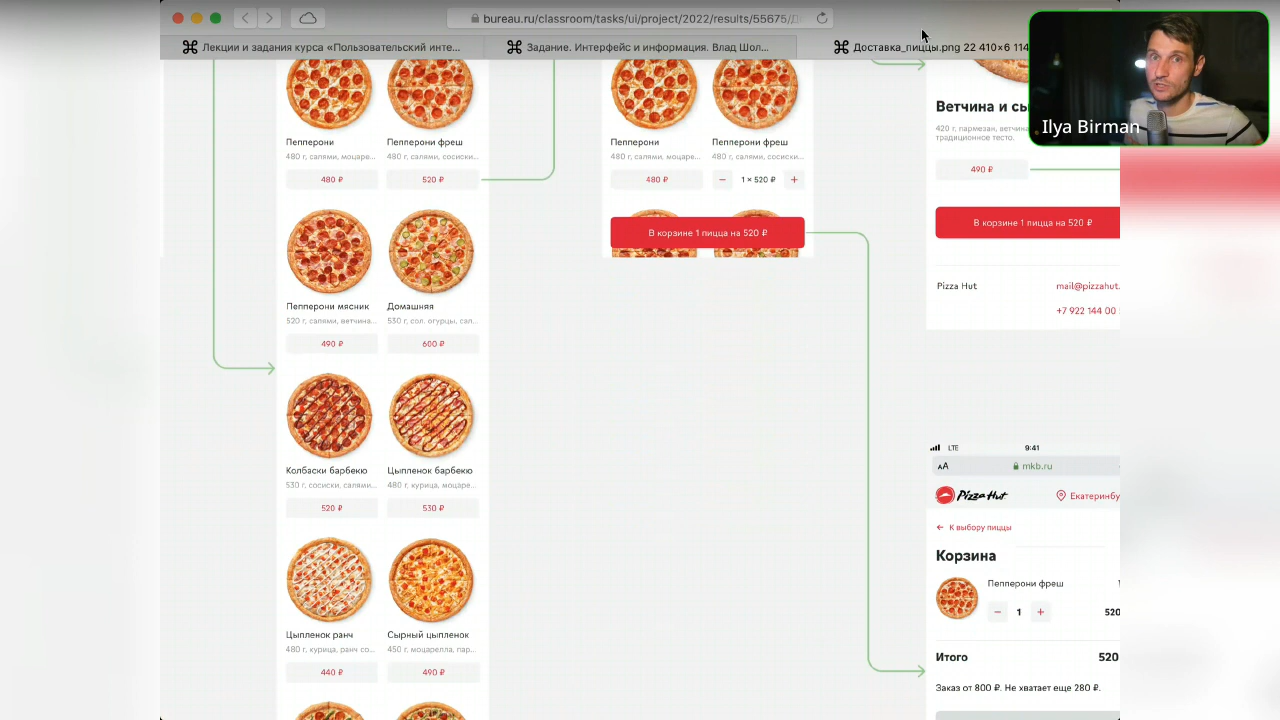 bureau.ru/classroom/tasks/ui/project/2022/results/55675/
Лекции и задания курса «Пользовательский инте...
Задание. Интерфейс и информация. Влад Шол...
Доставка_пиццы.png 22 410×6 114
Ilya Birman
Пепперони
480 г, салями, моцаре...
480 ₽
Пепперони фреш
480 г, салями, сосиски...
520 ₽
Пепперони мясник
520 г, салями, ветчина...
490 ₽
Домашняя
530 г, сол. огурцы, сал...
600 ₽
Колбаски барбекю
530 г, сосиски, салями...
520 ₽
Цыпленок барбекю
480 г, курица, моцаре...
530 ₽
Цыпленок ранч
480 г, курица, ранч со...
440 ₽
Сырный цыпленок
450 г, моцарелла, пар...
490 ₽
Пепперони
480 г, салями, моцаре...
480 ₽
Пепперони фреш
480 г, салями, сосиски...
− 1 × 520 ₽ +
В корзине 1 пицца на 520 ₽
Ветчина и сы
420 г, пармезан, ветчина
традиционное тесто.
490 ₽
В корзине 1 пицца на 520 ₽
Pizza Hut
mail@pizzahut.
+7 922 144 00
LTE 9:41
AA mkb.ru
Pizza Hut
Екатеринбу
← К выбору пиццы
Корзина
Пепперони фреш
− 1 + 520
Итого 520
Заказ от 800 ₽. Не хватает еще 280 ₽.